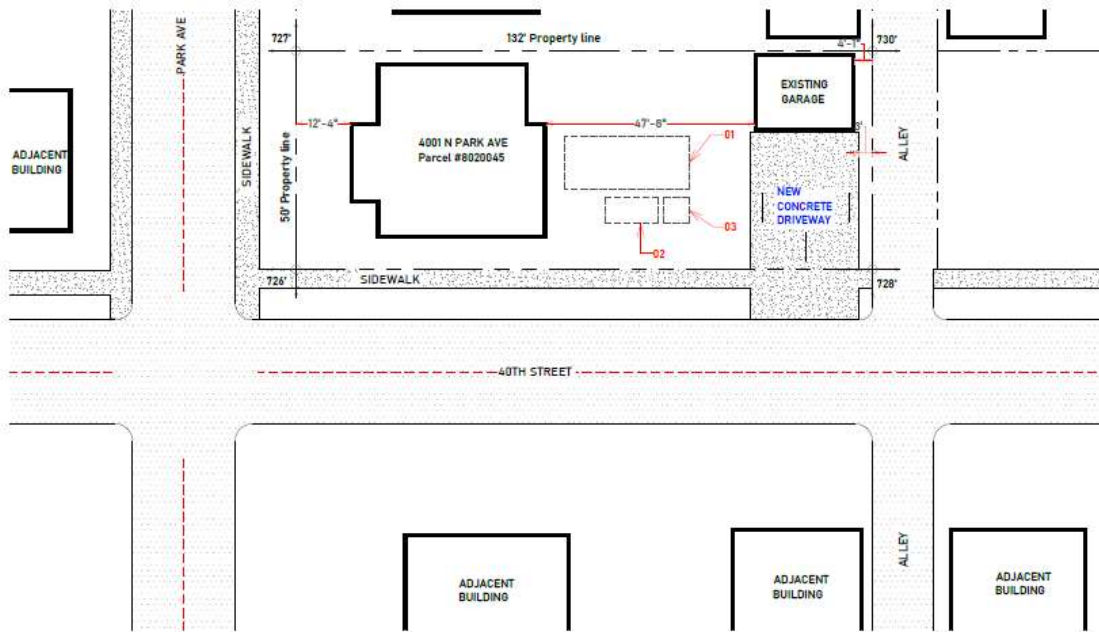 PARK AVE
727'
132' Property line
730'
4'-1"
EXISTING
GARAGE
12'-4"
47'-8"
01
ADJACENT
BUILDING
SIDEWALK
50' Property line
4001 N PARK AVE
Parcel #8020045
ALLEY
NEW
CONCRETE
DRIVEWAY
03
02
726'
SIDEWALK
728'
40TH STREET
ALLEY
ADJACENT
BUILDING
ADJACENT
BUILDING
ADJACENT
BUILDING